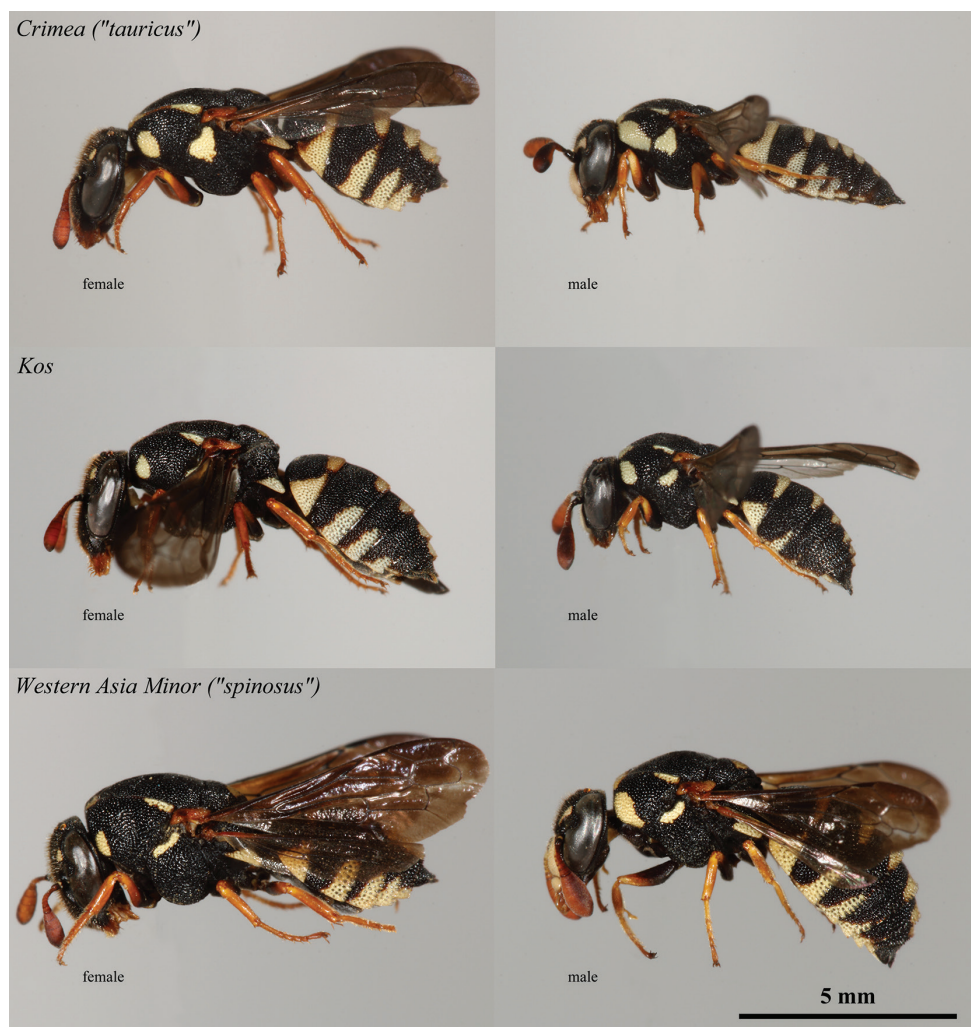 Crimea ("tauricus")
female
male
Kos
female
male
Western Asia Minor ("spinosus")
female
male
5 mm